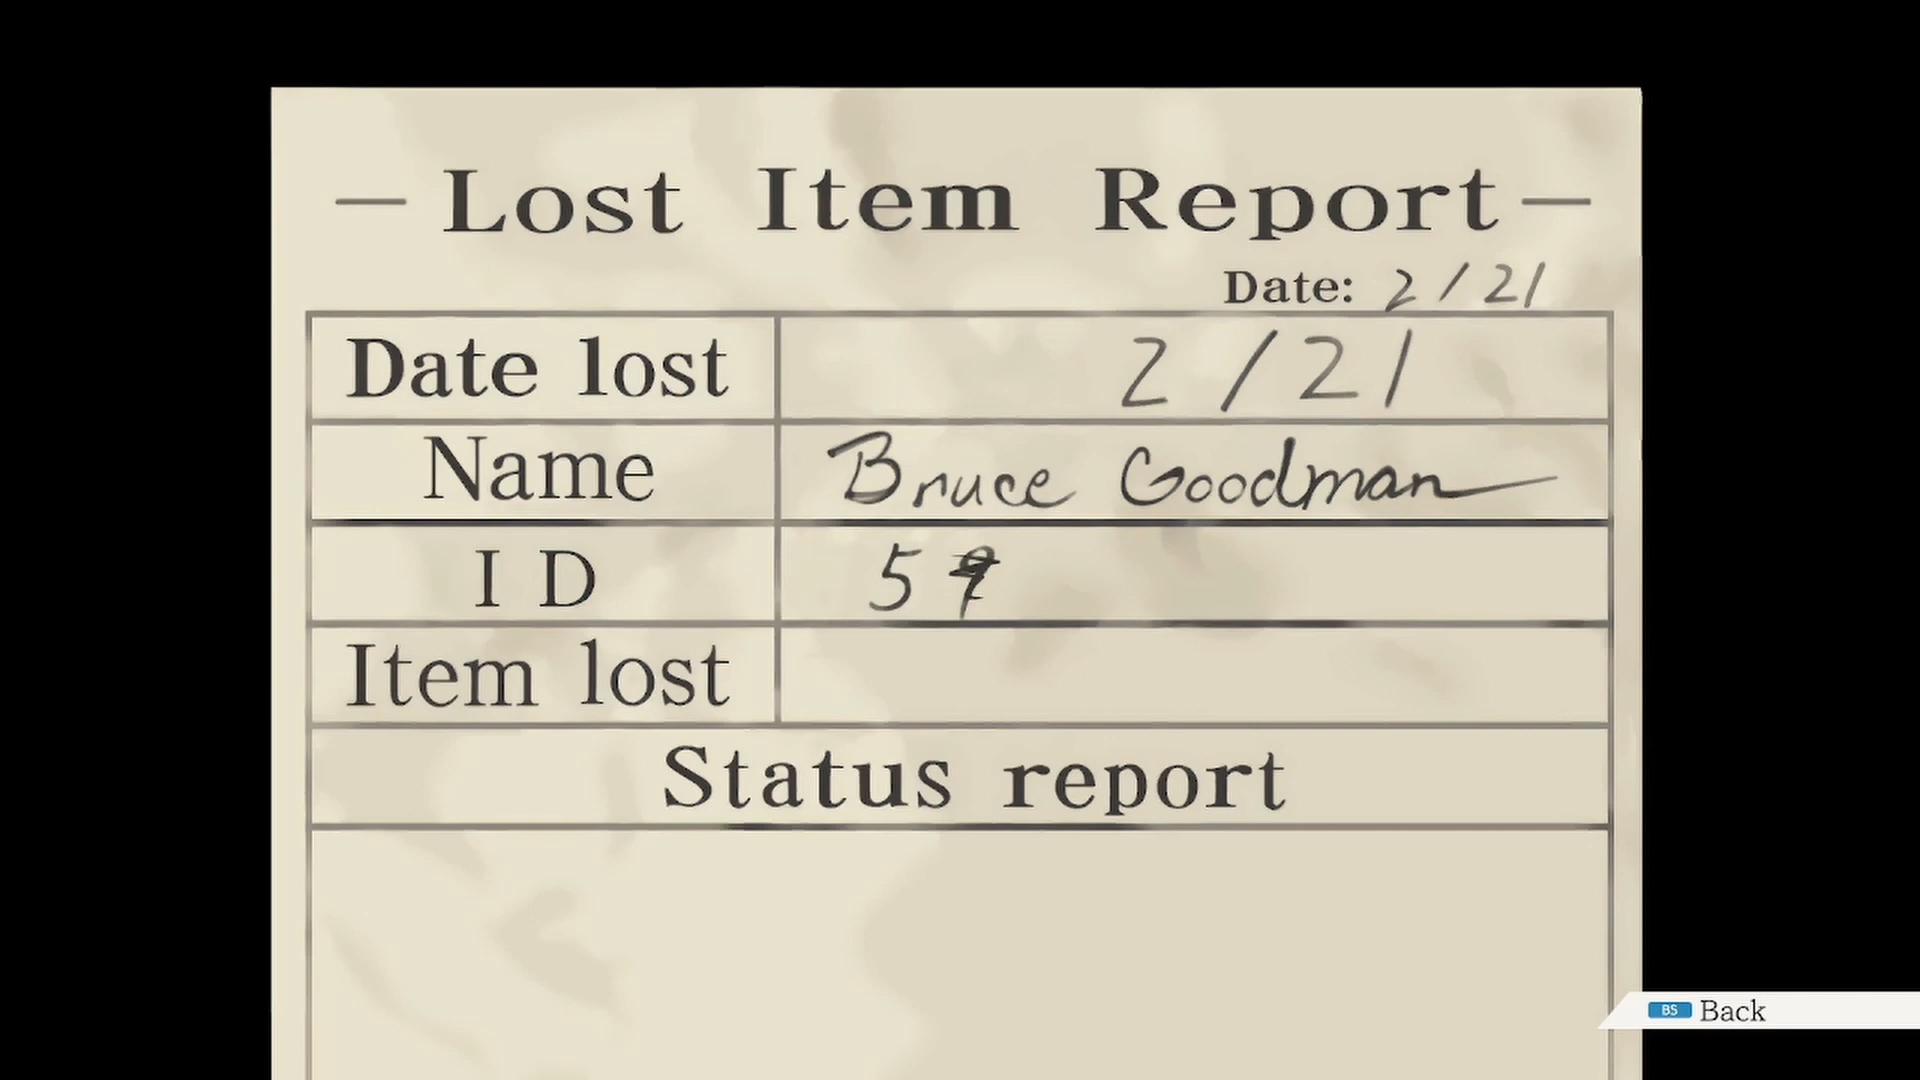 — Lost Item Report —
Date: 2/21
Date lost 2/21
Name Bruce Goodman
ID 5
Item lost
Status report
BS Back